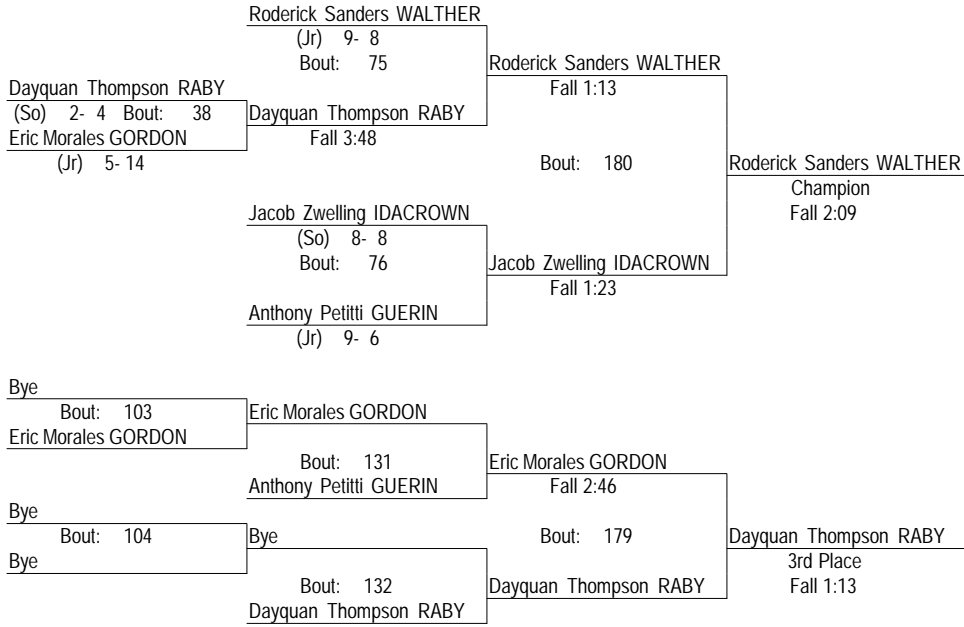 Roderick Sanders WALTHER
(Jr) 9- 8
Bout: 75
Roderick Sanders WALTHER
Fall 1:13
Dayquan Thompson RABY
(So) 2- 4 Bout: 38
Dayquan Thompson RABY
Fall 3:48
Eric Morales GORDON
(Jr) 5- 14
Bout: 180
Roderick Sanders WALTHER
Champion
Fall 2:09
Jacob Zwelling IDACROWN
(So) 8- 8
Bout: 76
Jacob Zwelling IDACROWN
Fall 1:23
Anthony Petitti GUERIN
(Jr) 9- 6
Bye
Bout: 103
Eric Morales GORDON
Eric Morales GORDON
Bout: 131
Eric Morales GORDON
Fall 2:46
Anthony Petitti GUERIN
Bye
Bout: 104
Bye
Bye
Bout: 179
Dayquan Thompson RABY
3rd Place
Fall 1:13
Bout: 132
Dayquan Thompson RABY
Dayquan Thompson RABY